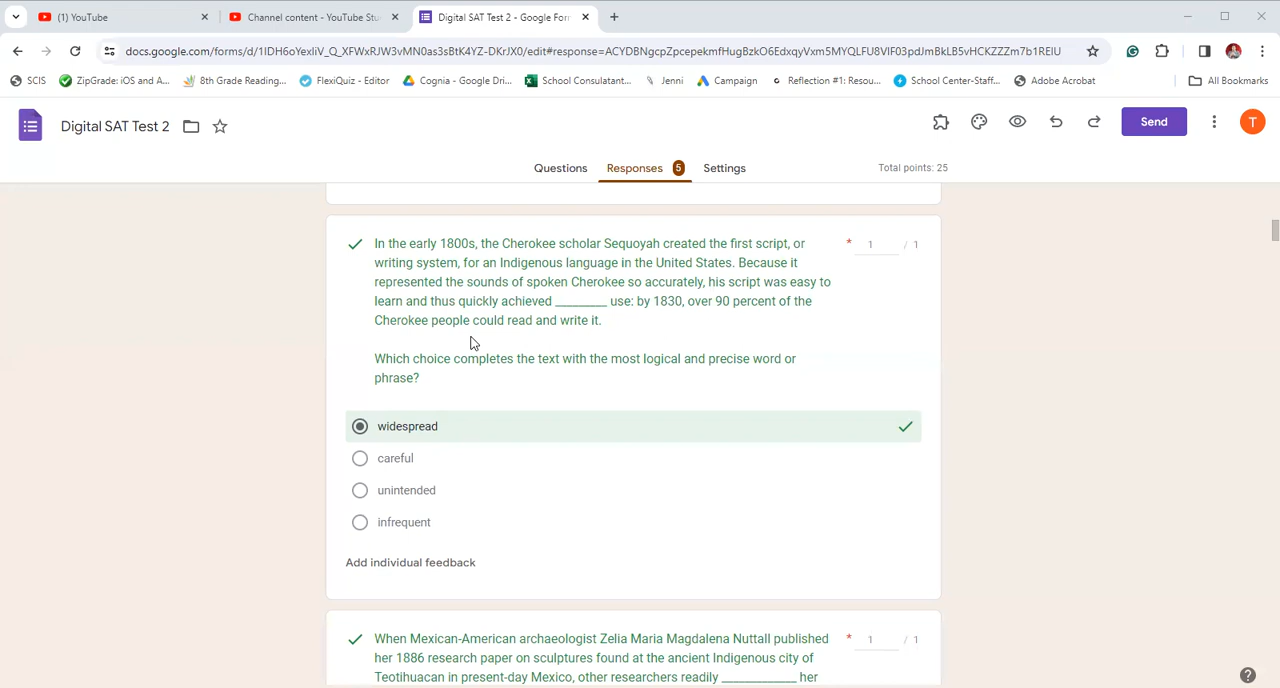 (1) YouTube
Channel content - YouTube Stu
Digital SAT Test 2 - Google For
docs.google.com/forms/d/1IDH6oYexIiV_Q_XFWxRJW3vMN0as3sBtK4YZ-DKrJX0/edit#response=ACYDBNgcpZpcepekmfHugBzkO6EdxqyVxm5MYQLFU8VlF03pdJmBkLB5vHCKZZZm7b1REIU
SCIS
ZipGrade: iOS and A...
8th Grade Reading...
FlexiQuiz - Editor
Cognia - Google Dri...
School Consulatant...
Jenni
Campaign
Reflection #1: Resou...
School Center-Staff...
Adobe Acrobat
All Bookmarks
Digital SAT Test 2
Send
T
Questions
Responses 5
Settings
Total points: 25
In the early 1800s, the Cherokee scholar Sequoyah created the first script, or
* 1 / 1
writing system, for an Indigenous language in the United States. Because it
represented the sounds of spoken Cherokee so accurately, his script was easy to
learn and thus quickly achieved ________ use: by 1830, over 90 percent of the
Cherokee people could read and write it.
Which choice completes the text with the most logical and precise word or
phrase?
widespread
careful
unintended
infrequent
Add individual feedback
When Mexican-American archaeologist Zelia Maria Magdalena Nuttall published
* 1 / 1
her 1886 research paper on sculptures found at the ancient Indigenous city of
Teotihuacan in present-day Mexico, other researchers readily ____________ her